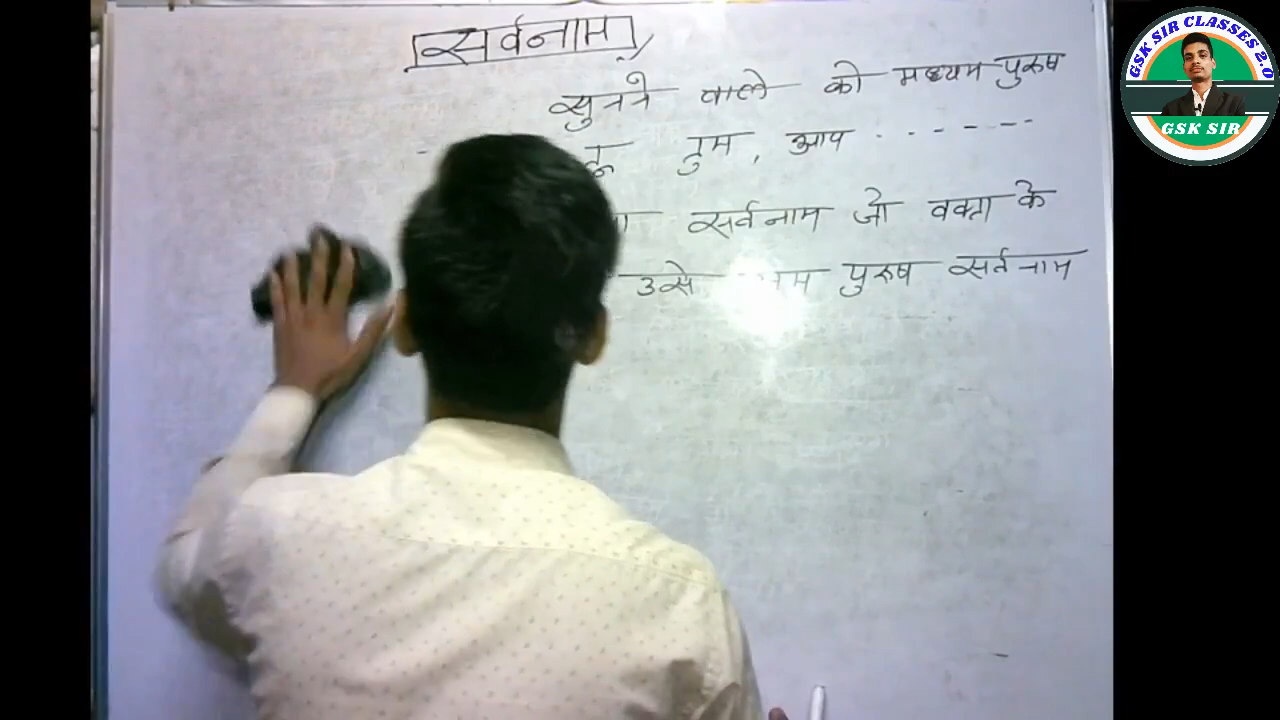 सर्वनाम
सुनने वाले को मध्यम पुरुष
तू तुम, आप - - - - - -
सर्वनाम जो वक्ता के
उसे पुरुष सर्वनाम
GSK SIR CLASSES 2.0
GSK SIR